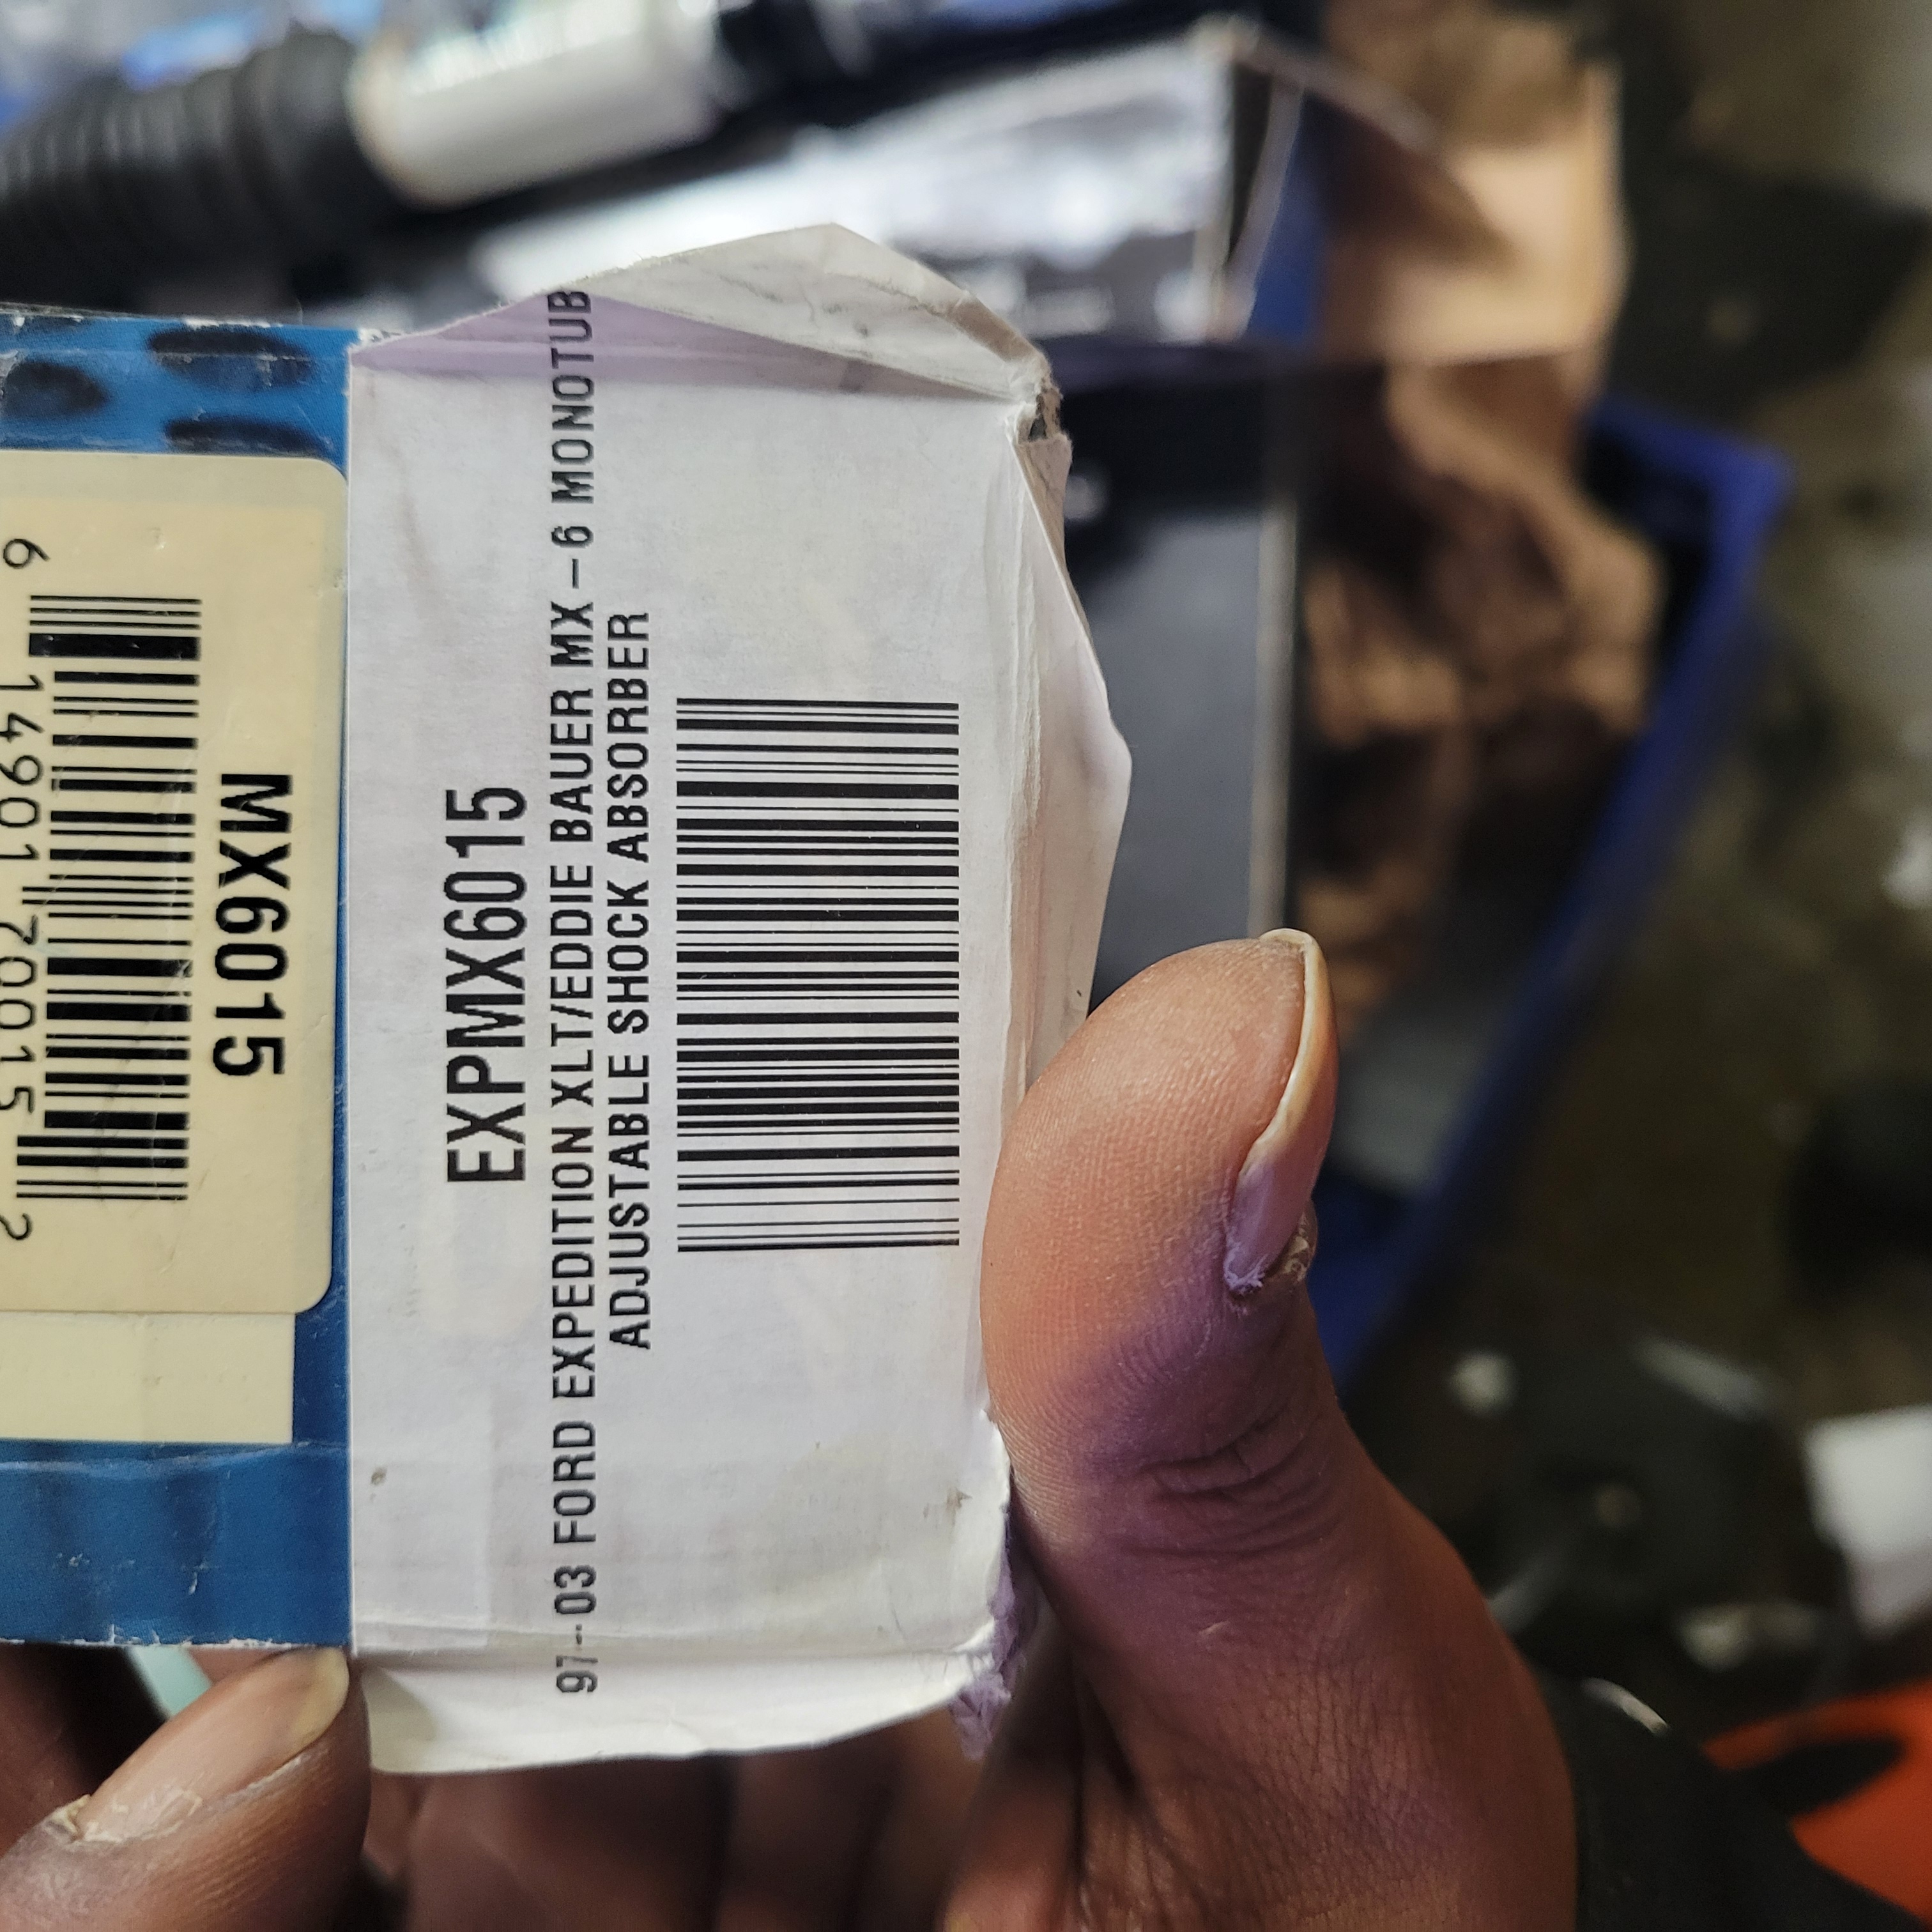 MX6015
6 14901 70015 2
EXPMX6015
97-03 FORD EXPEDITION XLT/EDDIE BAUER MX-6 MONOTUB
ADJUSTABLE SHOCK ABSORBER